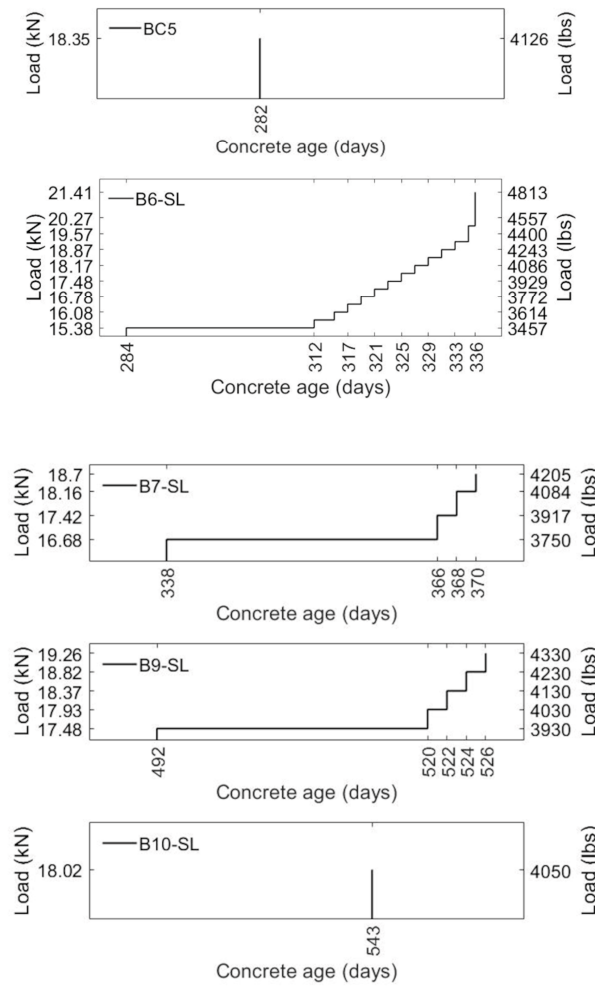 BC5
Load (kN)
18.35
4126
Load (lbs)
282
Concrete age (days)
B6-SL
Load (kN)
21.41
20.27
19.57
18.87
18.17
17.48
16.78
16.08
15.38
4813
4557
4400
4243
4086
3929
3772
3614
3457
Load (lbs)
284
312
317
321
325
329
333
336
Concrete age (days)
B7-SL
Load (kN)
18.7
18.16
17.42
16.68
4205
4084
3917
3750
Load (lbs)
338
366
368
370
Concrete age (days)
B9-SL
Load (kN)
19.26
18.82
18.37
17.93
17.48
4330
4230
4130
4030
3930
Load (lbs)
492
520
522
524
526
Concrete age (days)
B10-SL
Load (kN)
18.02
4050
Load (lbs)
543
Concrete age (days)